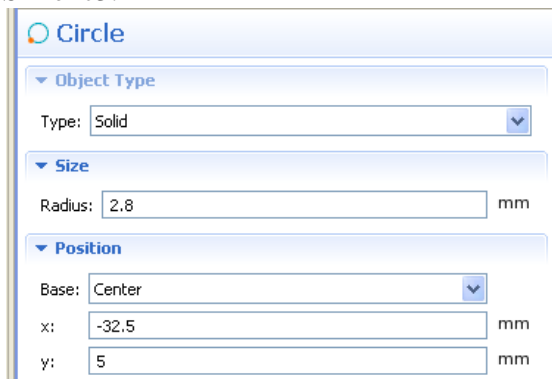 Circle
Object Type
Type: Solid
Size
Radius: 2.8 mm
Position
Base: Center
x: -32.5 mm
y: 5 mm